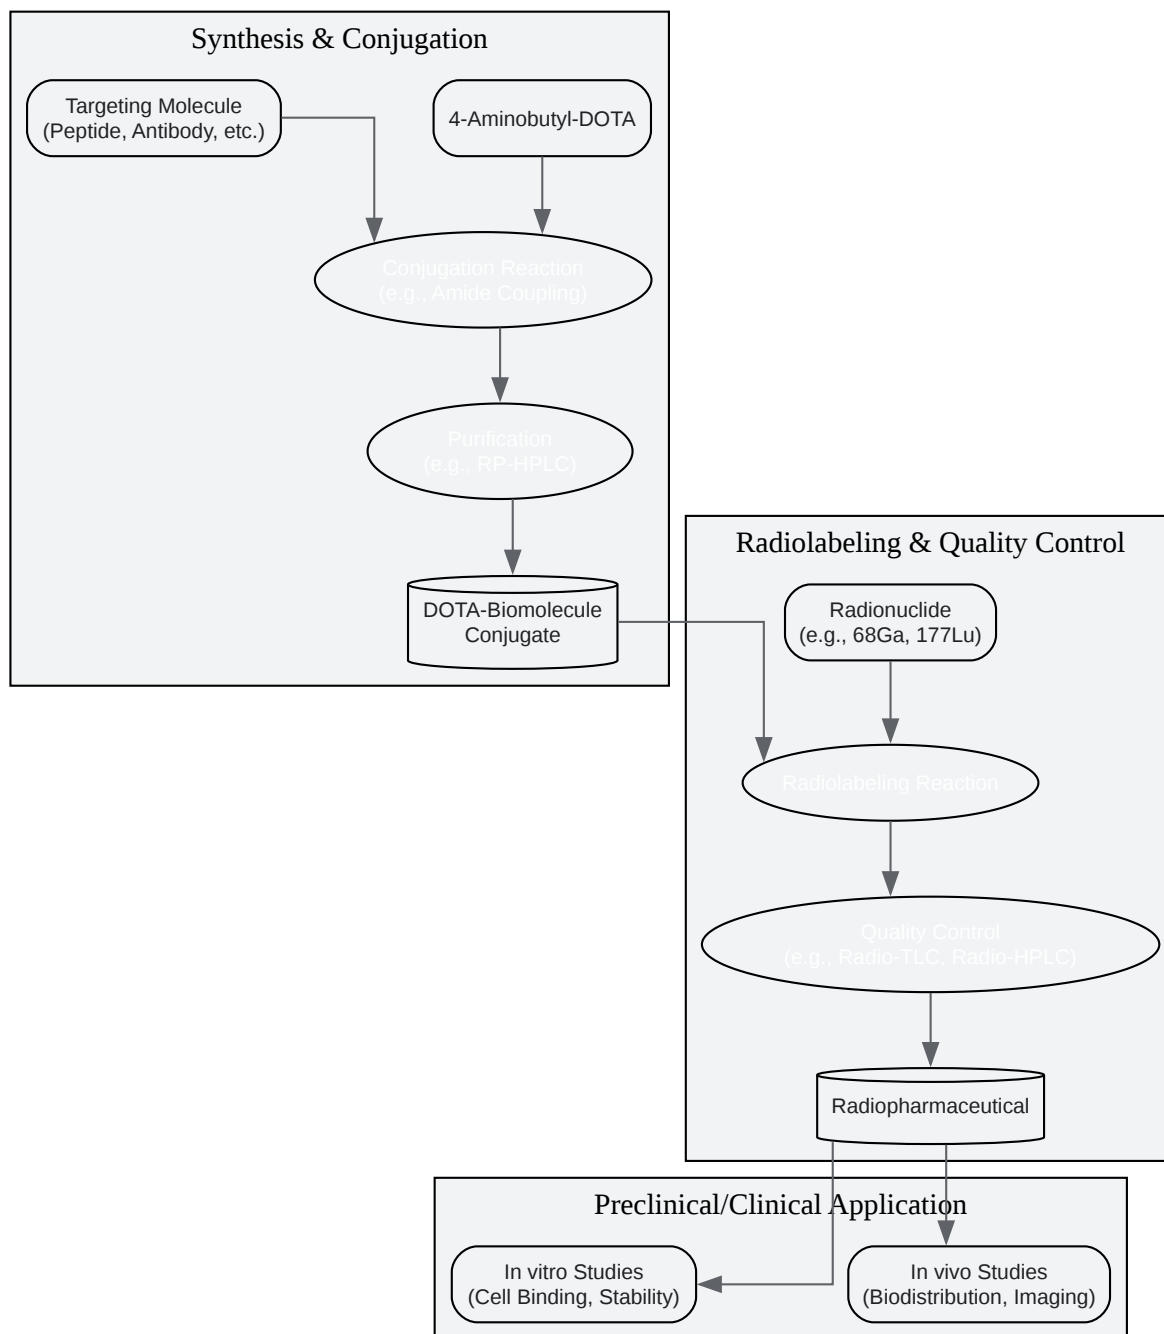 Synthesis & Conjugation
Targeting Molecule
(Peptide, Antibody, etc.)
4-Aminobutyl-DOTA
Conjugation Reaction
(e.g., Amide Coupling)
Purification
(e.g., RP-HPLC)
DOTA-Biomolecule
Conjugate
Radiolabeling & Quality Control
Radionuclide
(e.g., 68Ga, 177Lu)
Radiolabeling Reaction
Quality Control
(e.g., Radio-TLC, Radio-HPLC)
Radiopharmaceutical
Preclinical/Clinical Application
In vitro Studies
(Cell Binding, Stability)
In vivo Studies
(Biodistribution, Imaging)